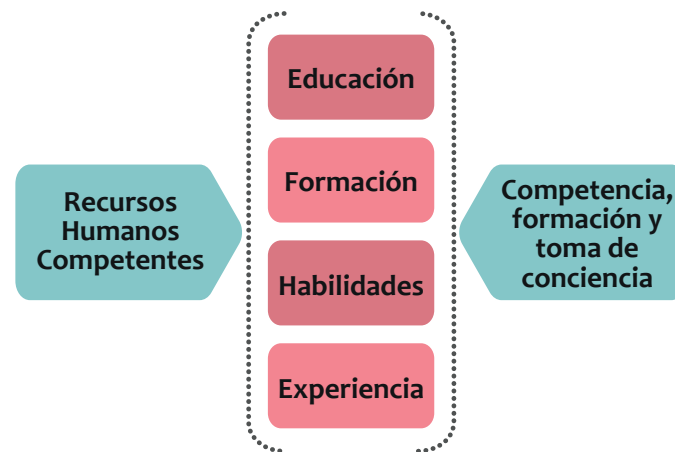 Educación
Formación
Habilidades
Experiencia
Recursos
Humanos
Competentes
Competencia,
formación y
toma de
conciencia